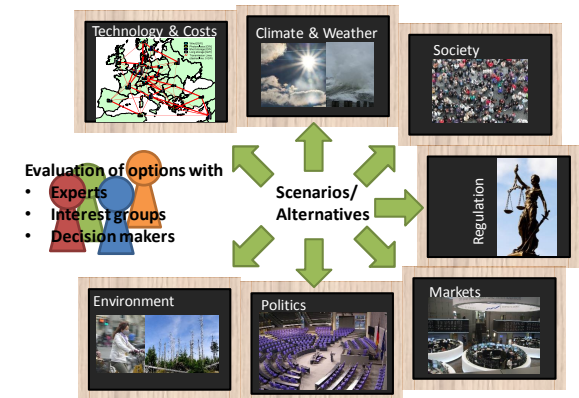 Technology & Costs
Climate & Weather
Society
Evaluation of options with
• Experts
• Interest groups
• Decision makers
Scenarios/
Alternatives
Regulation
Environment
Politics
Markets